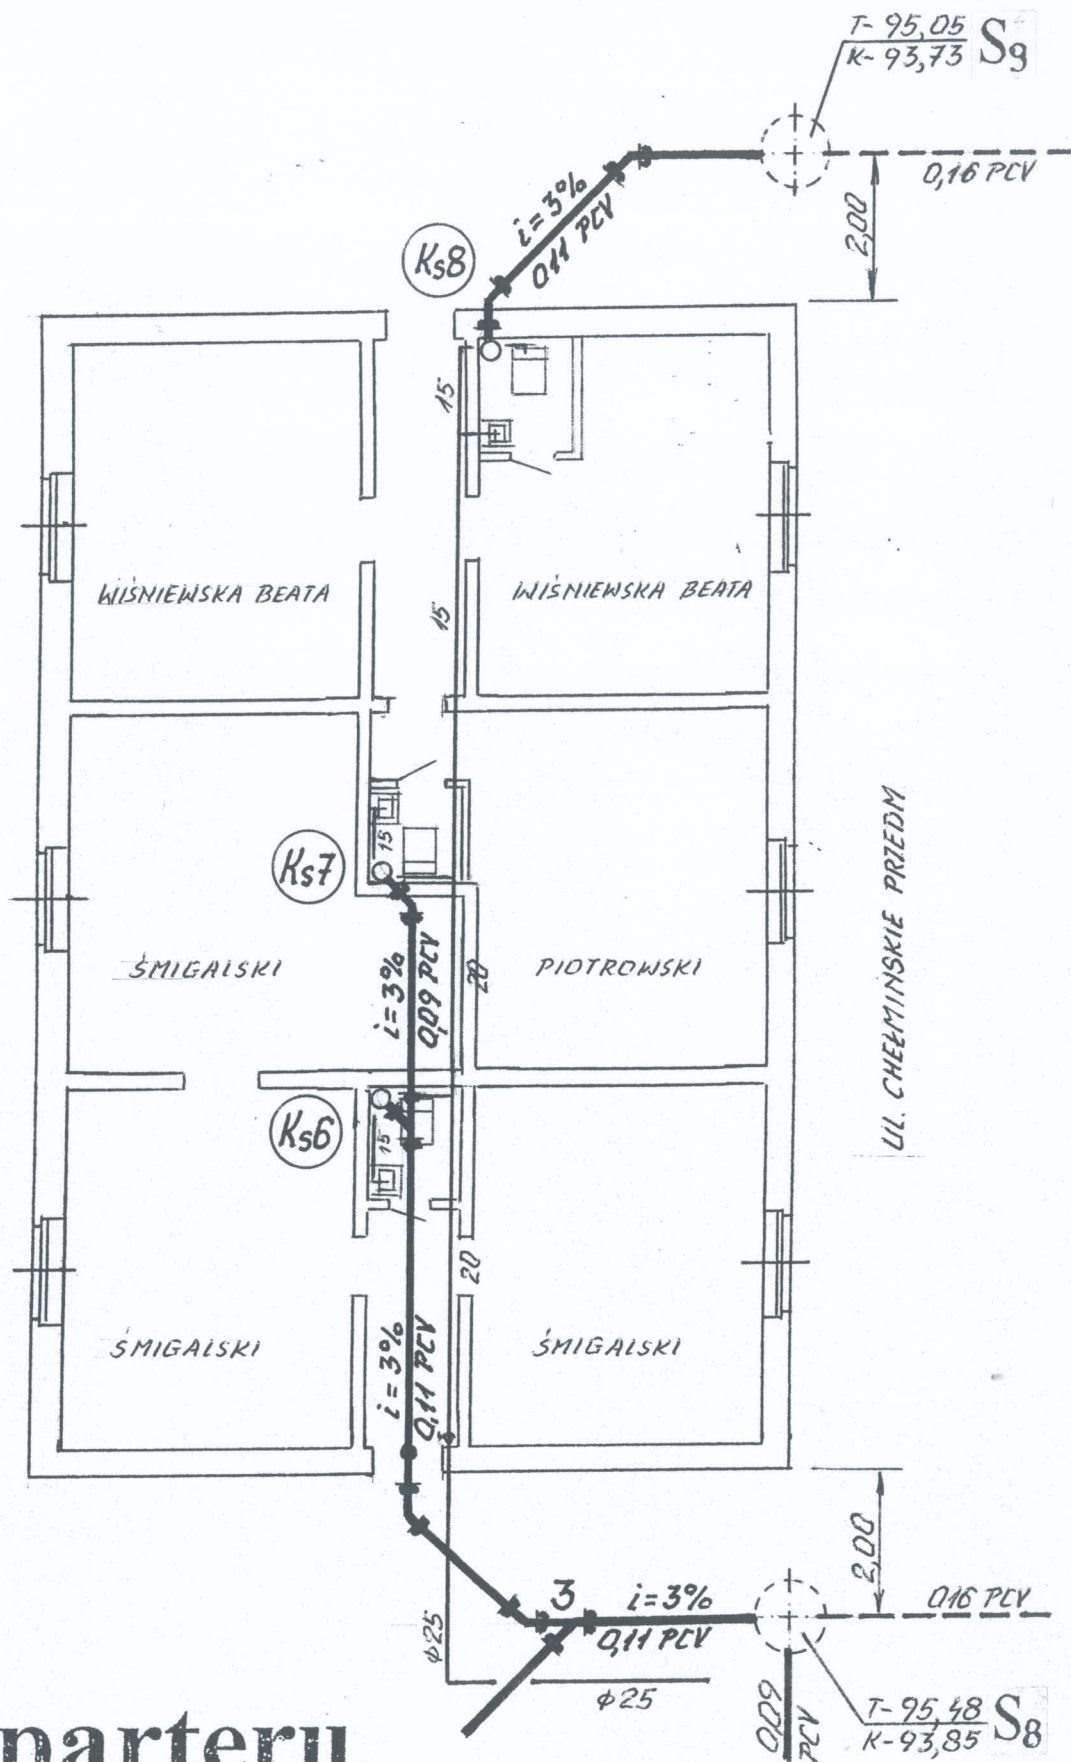 T- 95,05
K- 93,73
S9
0,16 PCV
2,00
i=3%
0,11 PCV
Ks8
15
WIŚNIEWSKA BEATA
WIŚNIEWSKA BEATA
15
UL. CHEŁMIŃSKIE PRZEDM
15
Ks7
ŚMIGALSKI
i=3%
0,09 PCV
20
PIOTROWSKI
Ks6
15
20
ŚMIGALSKI
i=3%
0,11 PCV
ŚMIGALSKI
2,00
3
i=3%
0,11 PCV
0,16 PCV
φ25
φ25
0,09
PCV
T- 95,48
K- 93,85
S8
parteru